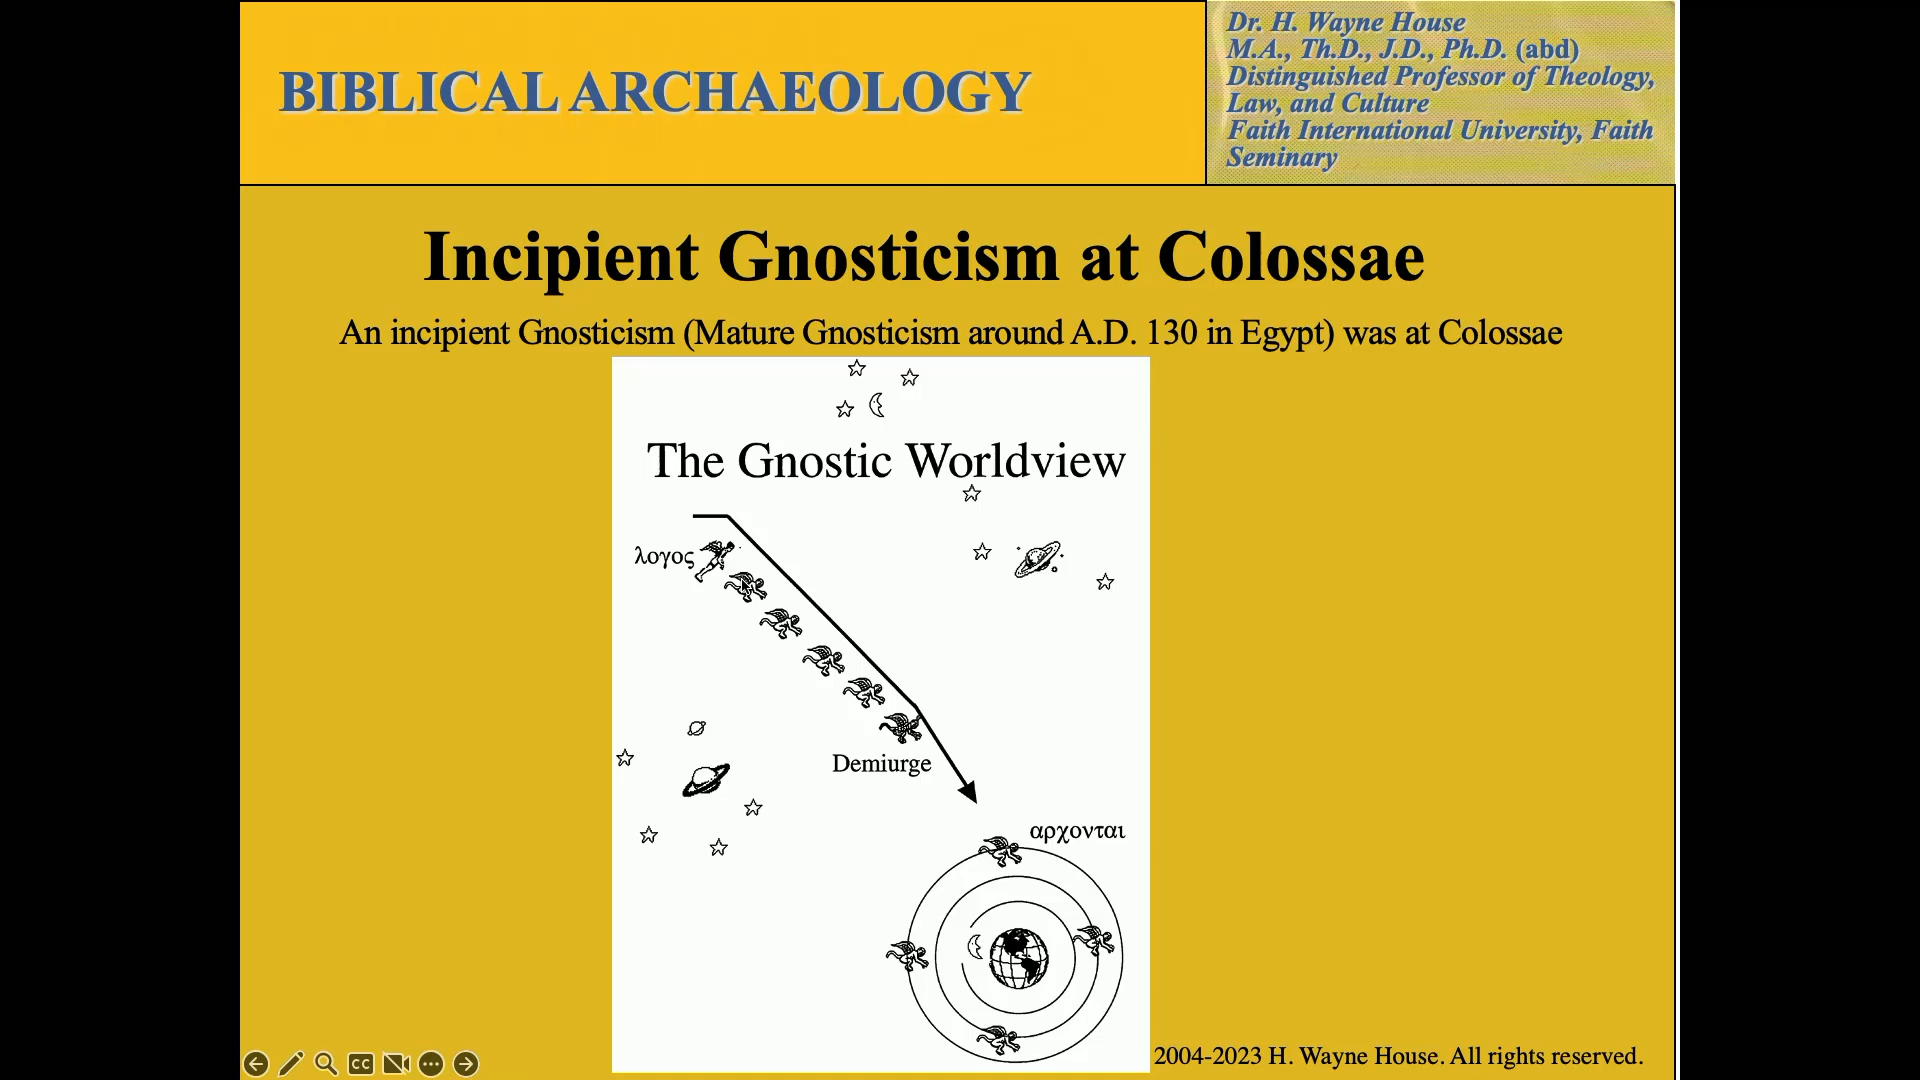 BIBLICAL ARCHAEOLOGY
Dr. H. Wayne House
M.A., Th.D., J.D., Ph.D. (abd)
Distinguished Professor of Theology,
Law, and Culture
Faith International University, Faith
Seminary
Incipient Gnosticism at Colossae
An incipient Gnosticism (Mature Gnosticism around A.D. 130 in Egypt) was at Colossae
The Gnostic Worldview
λογος
Demiurge
αρχονται
2004-2023 H. Wayne House. All rights reserved.
CC